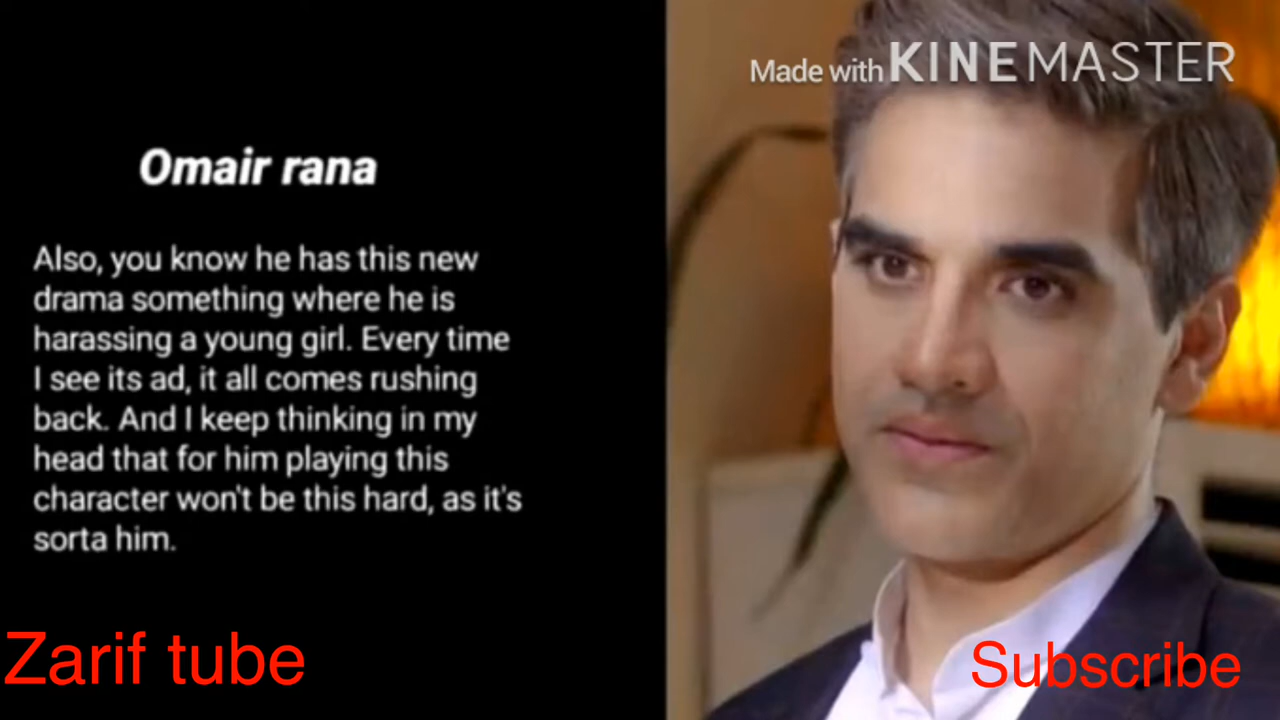 Made with KINEMASTER
Omair rana
Also, you know he has this new
drama something where he is
harassing a young girl. Every time
I see its ad, it all comes rushing
back. And I keep thinking in my
head that for him playing this
character won't be this hard, as it's
sorta him.
Zarif tube
Subscribe